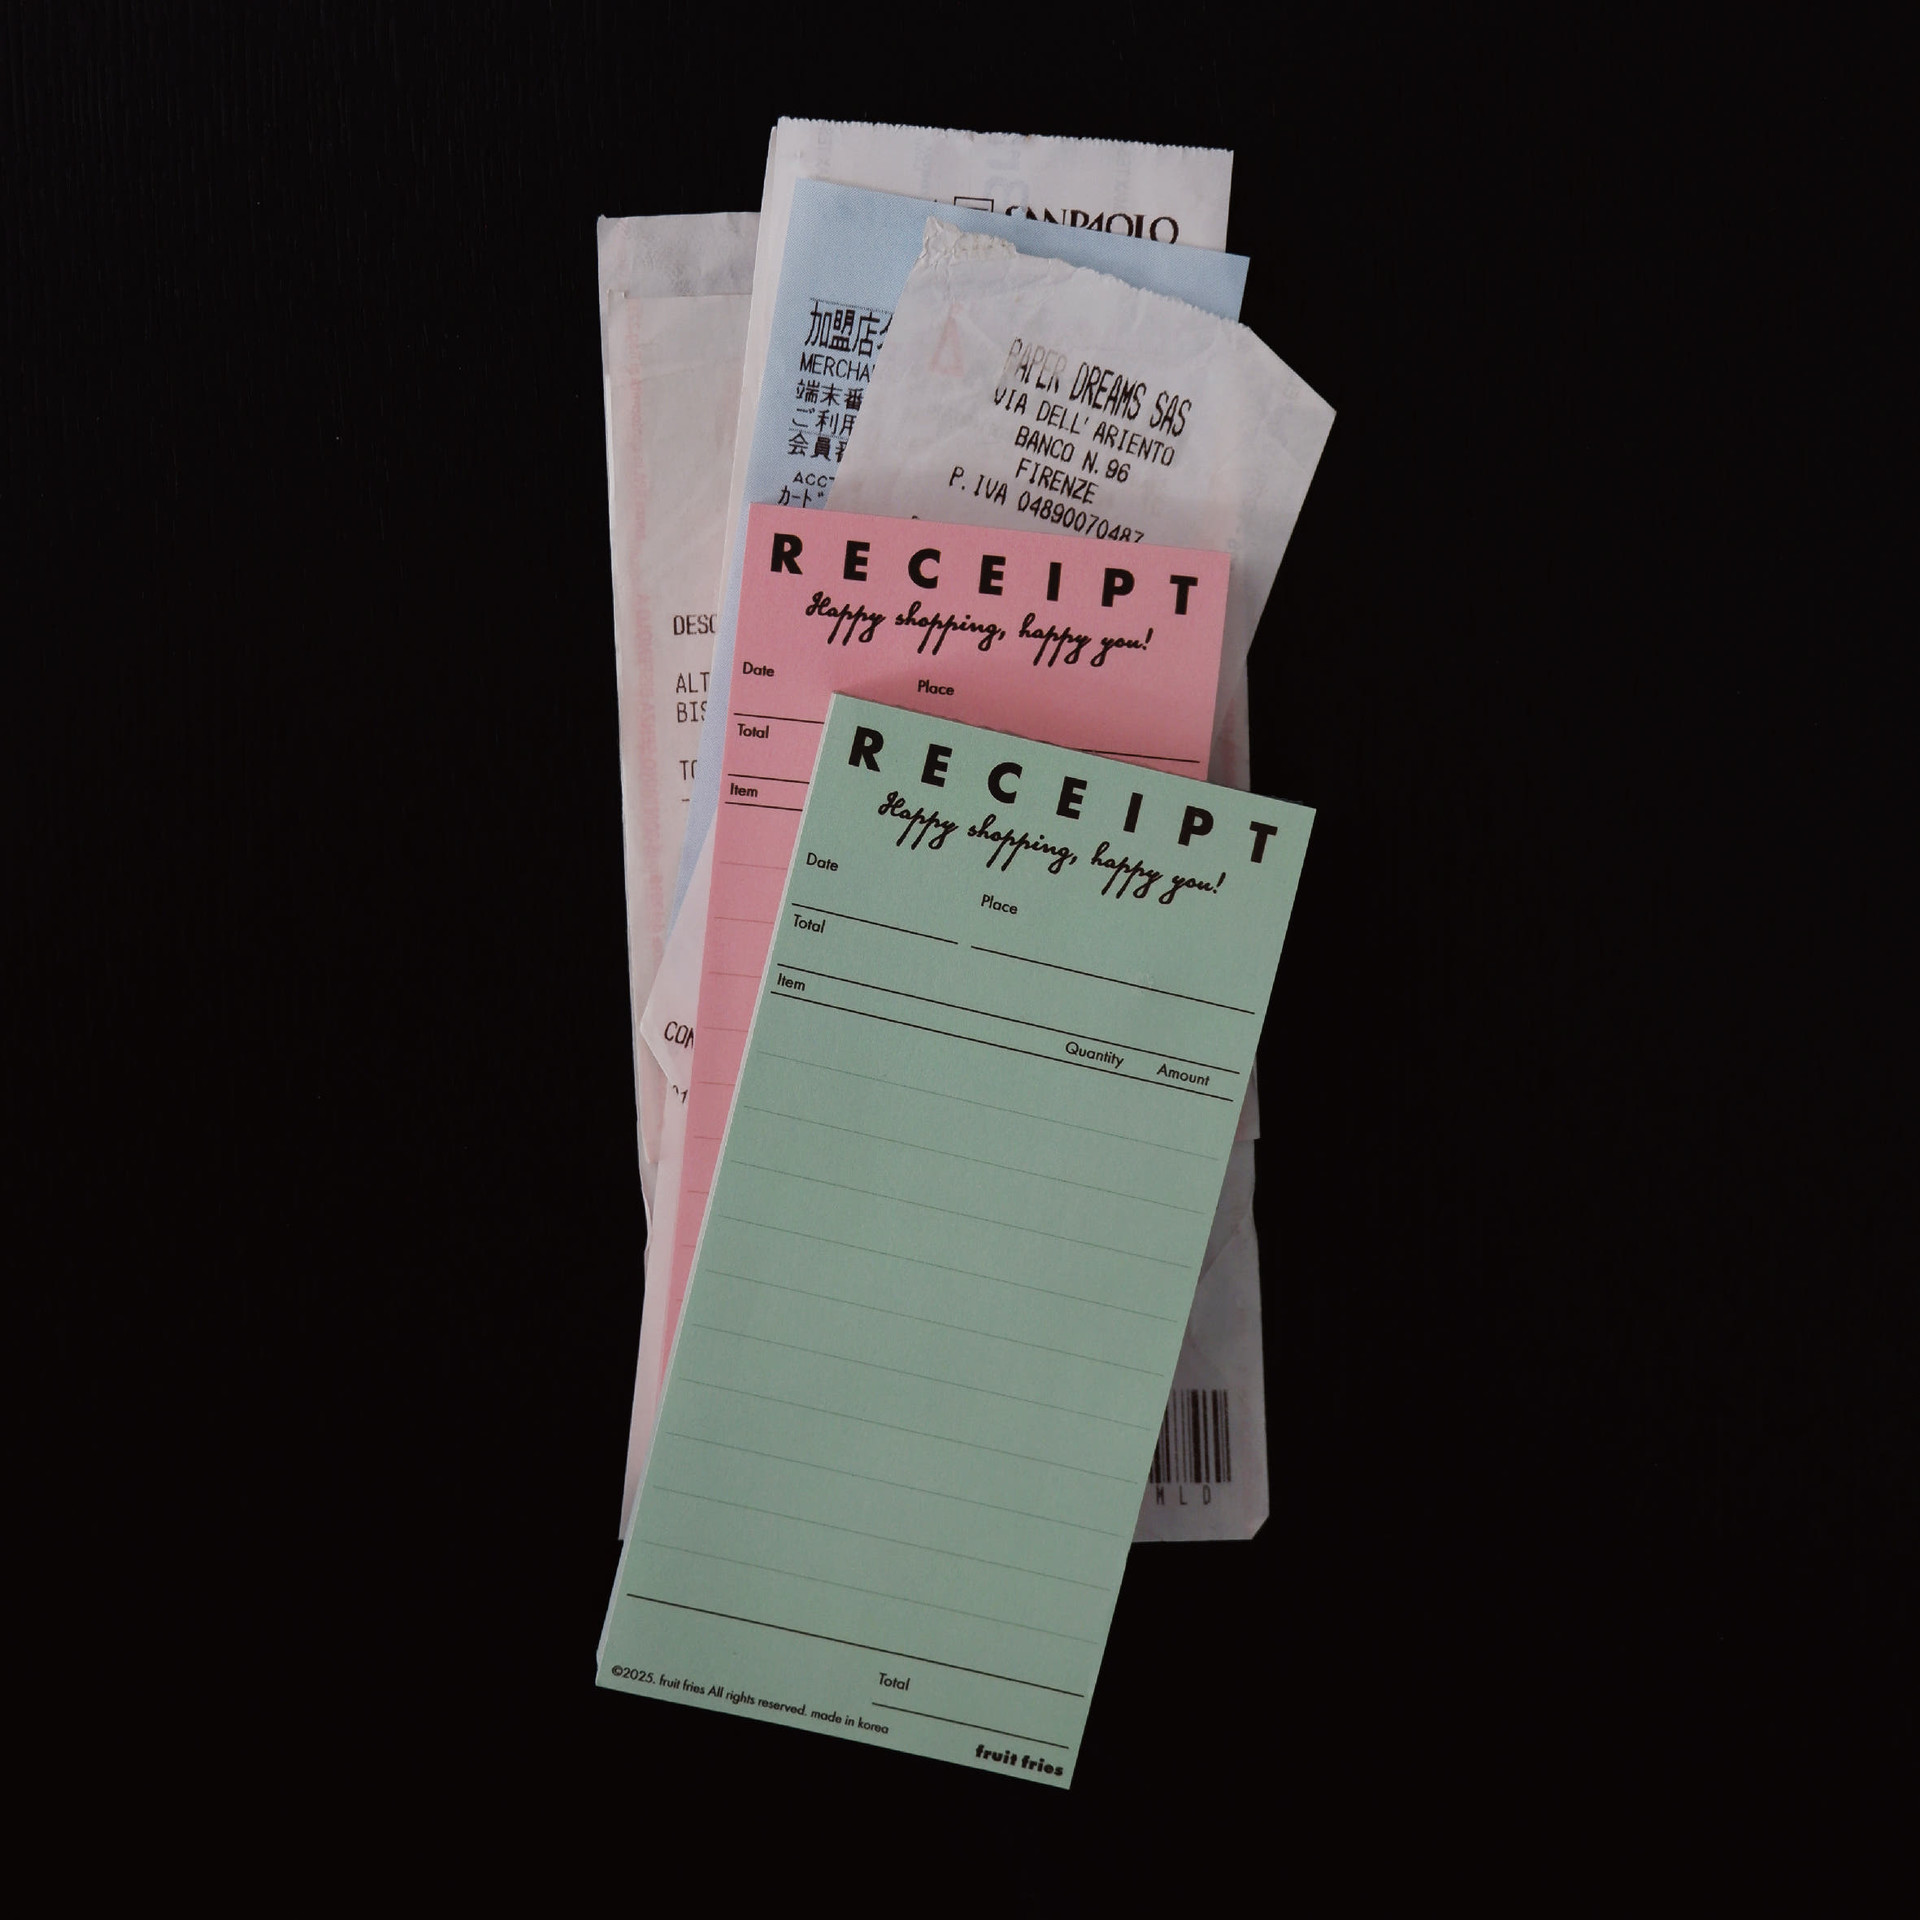 SANPAOLO
加盟店
MERCHA
端末番
ご利用
会員番
ACCT
カード
PAPER DREAMS SAS
VIA DELL' ARIENTO
BANCO N.96
FIRENZE
P.IVA 04890070487
DESC
ALT
BIS
TO
CON
RECEIPT
Happy shopping, happy you!
Date Place
Total
Item
RECEIPT
Happy shopping, happy you!
Date Place
Total
Item Quantity Amount
MLD
Total
©2025. fruit fries All rights reserved. made in korea
fruit fries